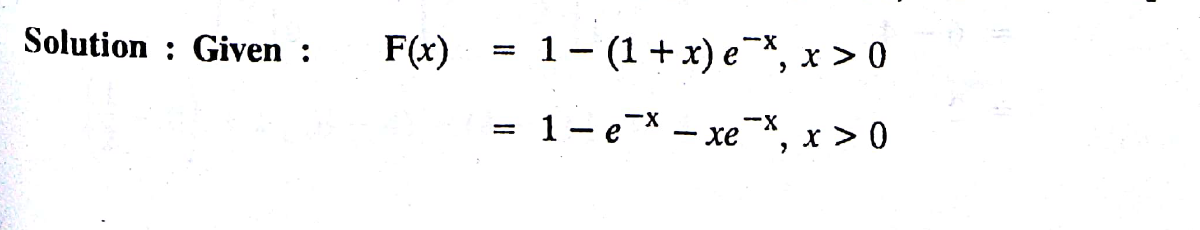 Solution : Given : F(x) = 1 − (1 + x) e⁻ˣ, x > 0
= 1 − e⁻ˣ − xe⁻ˣ, x > 0